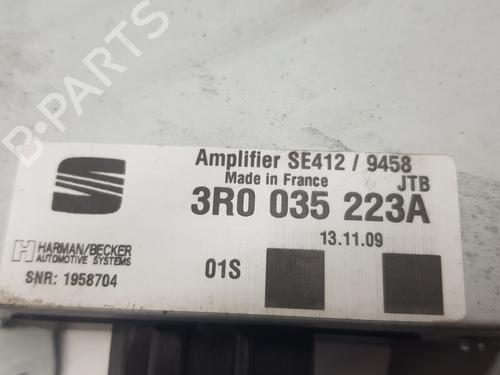 Amplifier SE412 / 9458
Made in France
JTB
3R0 035 223A
13.11.09
HARMAN/BECKER
AUTOMOTIVE SYSTEMS
SNR: 1958704
01S
B-PARTS